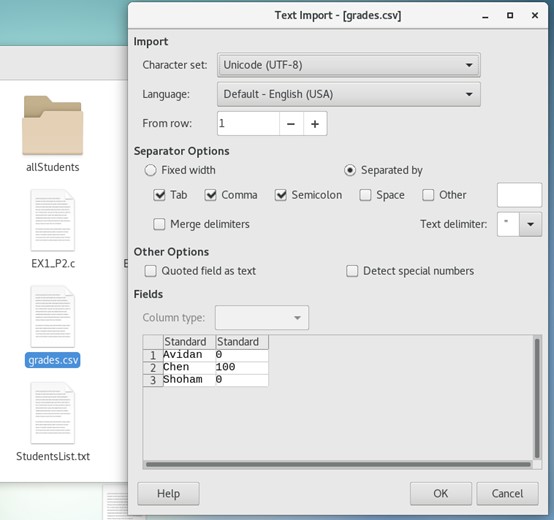 Text Import - [grades.csv]
Import
Character set: Unicode (UTF-8)
Language: Default - English (USA)
From row: 1
Separator Options
Fixed width Separated by
Tab Comma Semicolon Space Other
Merge delimiters Text delimiter: "
Other Options
Quoted field as text Detect special numbers
Fields
Column type:
Standard Standard
1 Avidan 0
2 Chen 100
3 Shoham 0
Help OK Cancel
allStudents
EX1_P2.c
E
grades.csv
StudentsList.txt